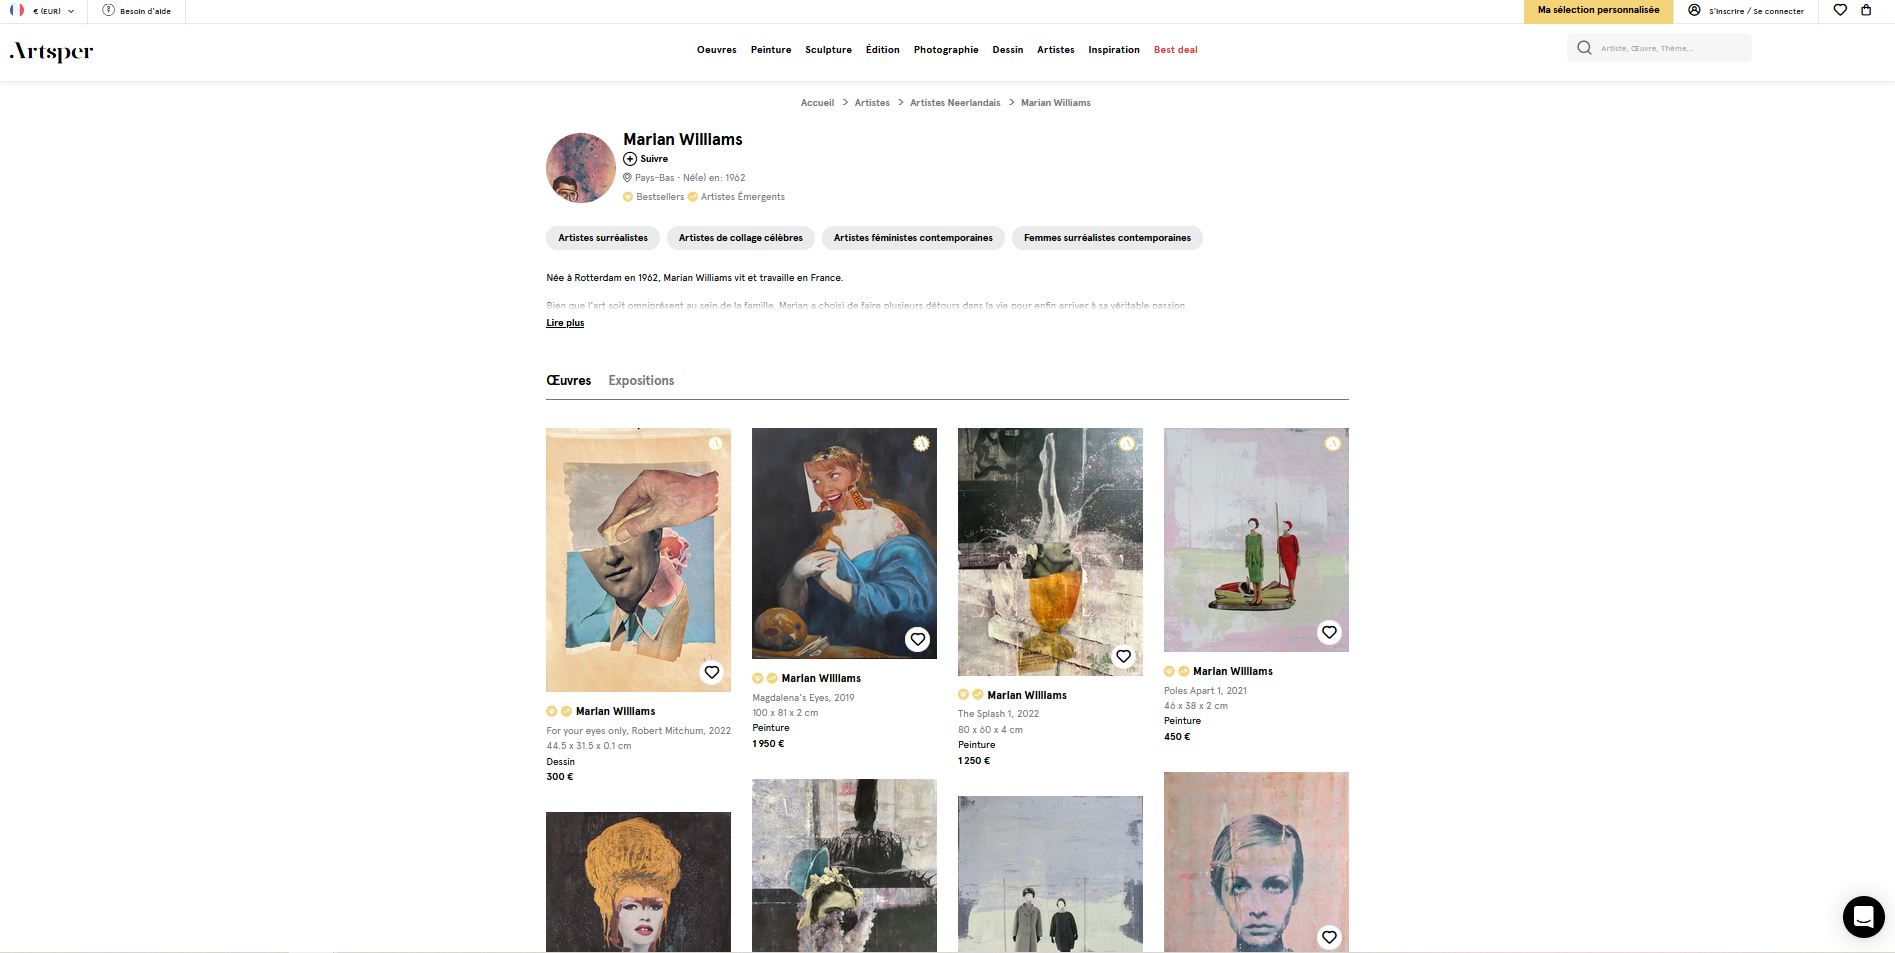 € (EUR)
Besoin d'aide
Ma sélection personnalisée
S'inscrire / Se connecter
Artsper
Oeuvres Peinture Sculpture Édition Photographie Dessin Artistes Inspiration Best deal
Artiste, Œuvre, Thème...
Accueil > Artistes > Artistes Neerlandais > Marian Williams
Marian Williams
Suivre
Pays-Bas · Né(e) en: 1962
Bestsellers Artistes Émergents
Artistes surréalistes Artistes de collage célèbres Artistes féministes contemporaines Femmes surréalistes contemporaines
Née à Rotterdam en 1962, Marian Williams vit et travaille en France.
Bien que l'art soit omniprésent au sein de la famille, Marian a choisi de faire plusieurs détours dans la vie pour enfin arriver à sa véritable passion.
Lire plus
Œuvres Expositions
Marian Williams
For your eyes only, Robert Mitchum, 2022
44.5 x 31.5 x 0.1 cm
Dessin
300 €
Marian Williams
Magdalena's Eyes, 2019
100 x 81 x 2 cm
Peinture
1 950 €
Marian Williams
The Splash 1, 2022
80 x 60 x 4 cm
Peinture
1 250 €
Marian Williams
Poles Apart 1, 2021
46 x 38 x 2 cm
Peinture
450 €